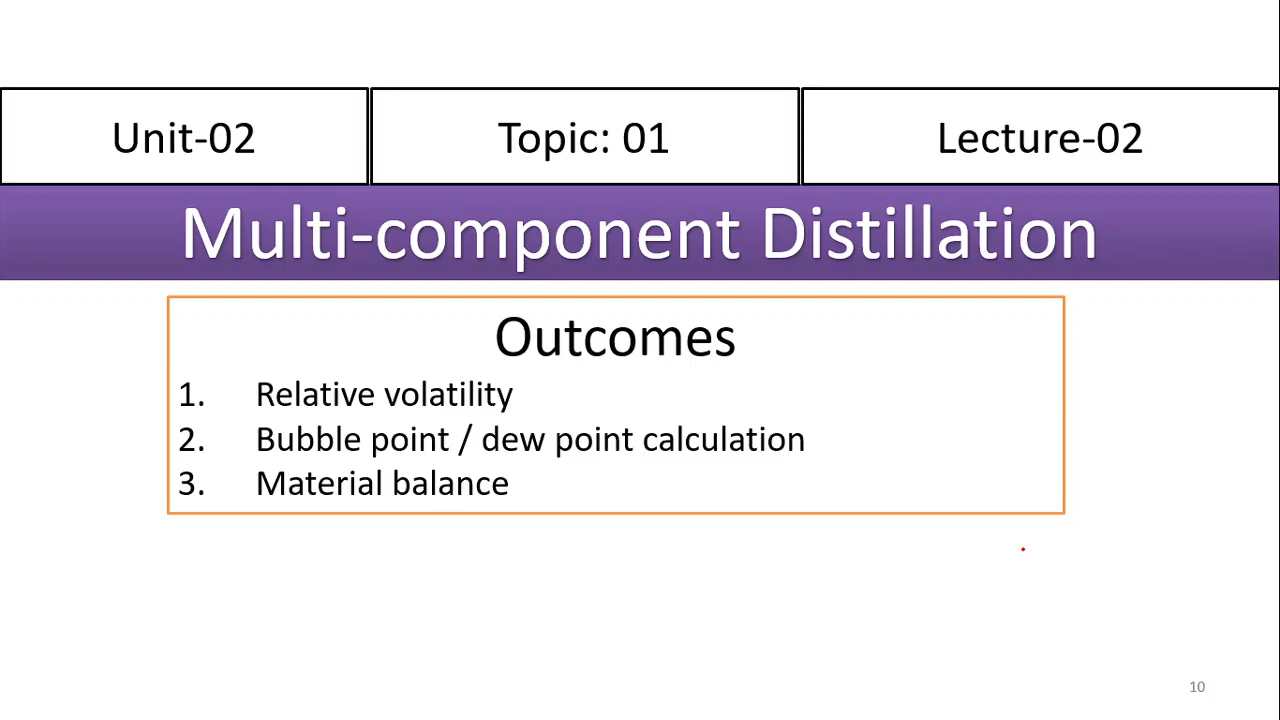 Unit-02
Topic: 01
Lecture-02
Multi-component Distillation
Outcomes
1. Relative volatility
2. Bubble point / dew point calculation
3. Material balance
10